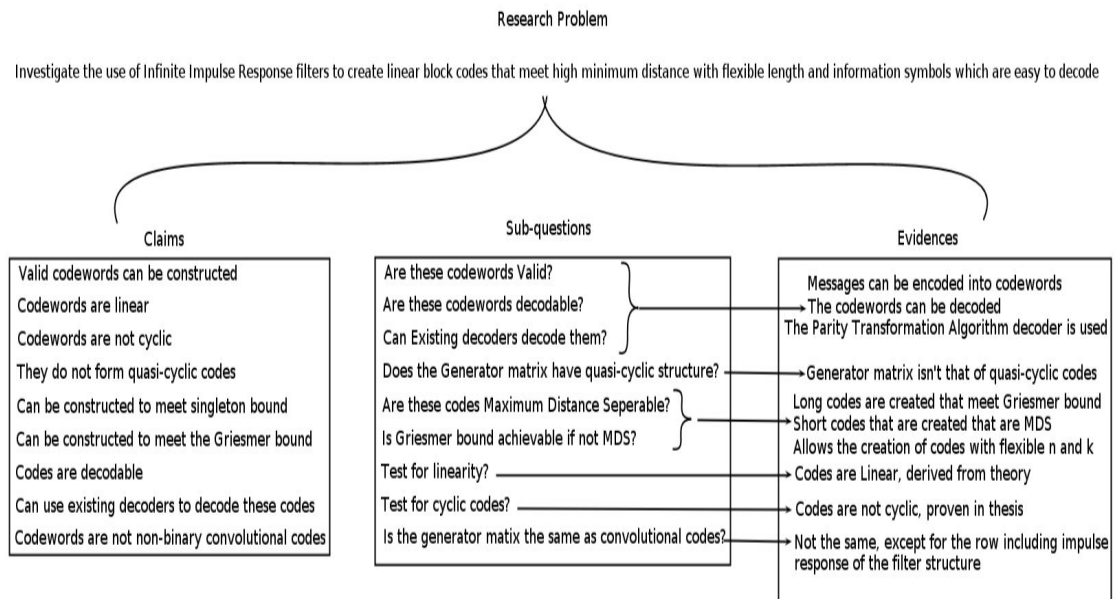 Research Problem
Investigate the use of Infinite Impulse Response filters to create linear block codes that meet high minimum distance with flexible length and information symbols which are easy to decode
Claims
Valid codewords can be constructed
Codewords are linear
Codewords are not cyclic
They do not form quasi-cyclic codes
Can be constructed to meet singleton bound
Can be constructed to meet the Griesmer bound
Codes are decodable
Can use existing decoders to decode these codes
Codewords are not non-binary convolutional codes
Sub-questions
Are these codewords Valid?
Are these codewords decodable?
Can Existing decoders decode them?
Does the Generator matrix have quasi-cyclic structure?
Are these codes Maximum Distance Seperable?
Is Griesmer bound achievable if not MDS?
Test for linearity?
Test for cyclic codes?
Is the generator matix the same as convolutional codes?
Evidences
Messages can be encoded into codewords
The codewords can be decoded
The Parity Transformation Algorithm decoder is used
Generator matrix isn't that of quasi-cyclic codes
Long codes are created that meet Griesmer bound
Short codes that are created that are MDS
Allows the creation of codes with flexible n and k
Codes are Linear, derived from theory
Codes are not cyclic, proven in thesis
Not the same, except for the row including impulse
response of the filter structure